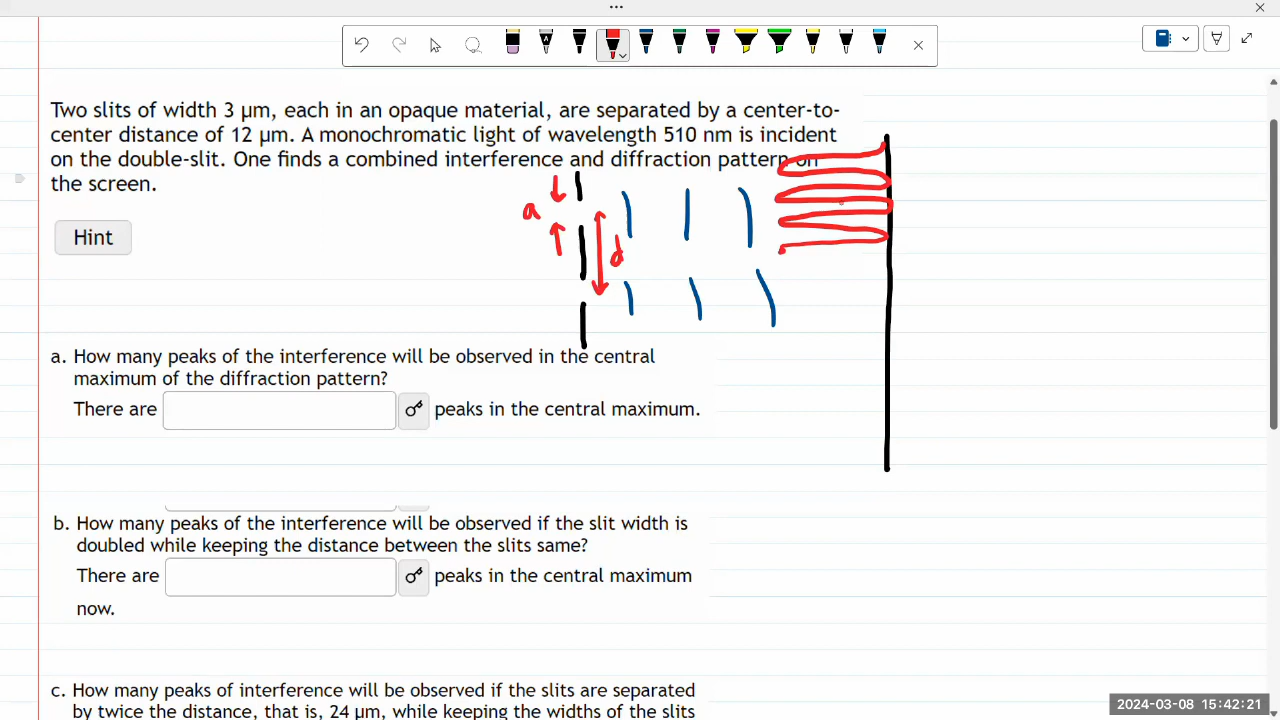 Two slits of width 3 µm, each in an opaque material, are separated by a center-to-
center distance of 12 µm. A monochromatic light of wavelength 510 nm is incident
on the double-slit. One finds a combined interference and diffraction pattern on
the screen.
a
d
Hint
a. How many peaks of the interference will be observed in the central
maximum of the diffraction pattern?
There are peaks in the central maximum.
b. How many peaks of the interference will be observed if the slit width is
doubled while keeping the distance between the slits same?
There are peaks in the central maximum
now.
c. How many peaks of interference will be observed if the slits are separated
by twice the distance, that is, 24 µm, while keeping the widths of the slits
2024-03-08 15:42:21